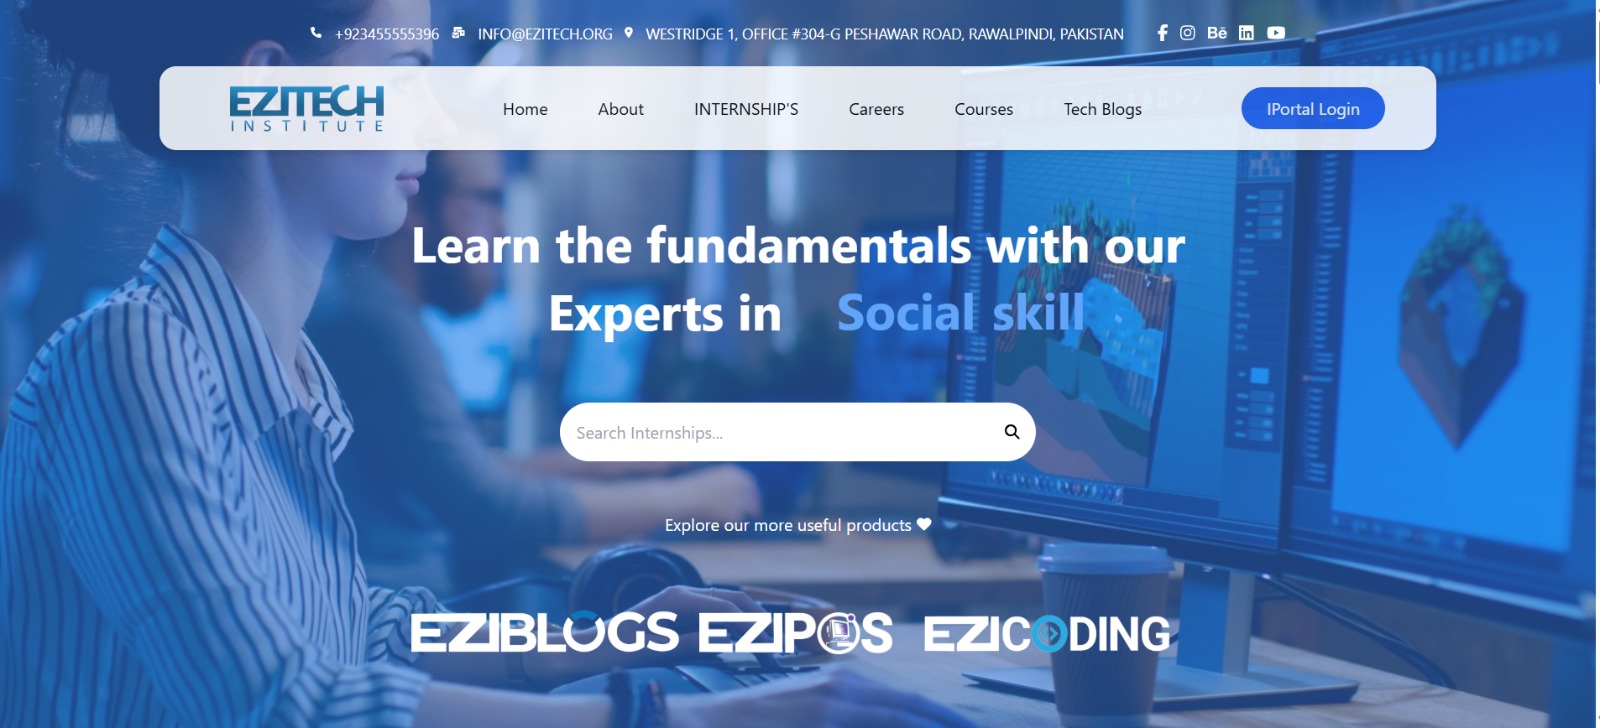 +923455555396 INFO@EZITECH.ORG WESTRIDGE 1, OFFICE #304-G PESHAWAR ROAD, RAWALPINDI, PAKISTAN
EZITECH
INSTITUTE
Home About INTERNSHIP'S Careers Courses Tech Blogs IPortal Login
Learn the fundamentals with our
Experts in Social skill
Search Internships...
Explore our more useful products
EZIBLOGS EZIPOS EZICODING